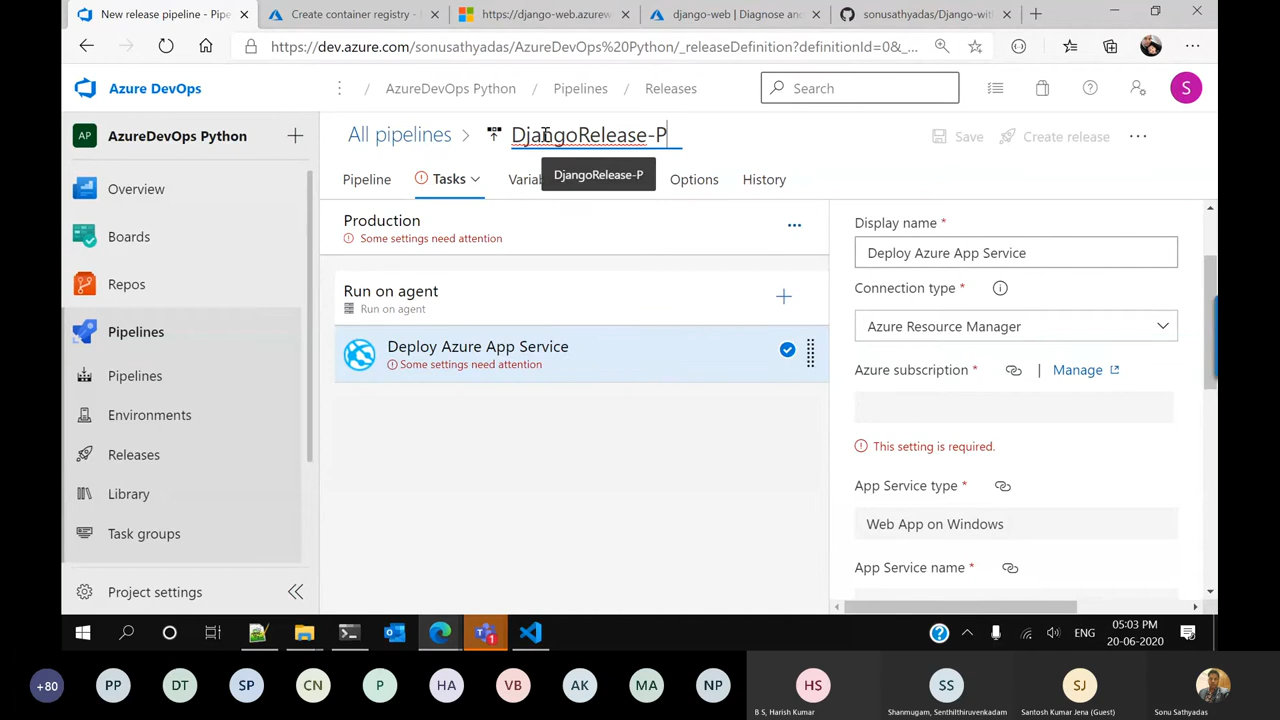 New release pipeline - Pip
Create container registry -
https://django-web.azurew
django-web | Diagnose and
sonusathyadas/Django-with
https://dev.azure.com/sonusathyadas/AzureDevOps%20Python/_releaseDefinition?definitionId=0&_...
Azure DevOps
/ AzureDevOps Python / Pipelines / Releases
Search
S
AP AzureDevOps Python
Overview
Boards
Repos
Pipelines
Pipelines
Environments
Releases
Library
Task groups
Project settings
All pipelines > DjangoRelease-P
Save Create release
DjangoRelease-P
Pipeline Tasks Variab Options History
Production
Some settings need attention
Run on agent
Run on agent
Deploy Azure App Service
Some settings need attention
Display name *
Deploy Azure App Service
Connection type *
Azure Resource Manager
Azure subscription * | Manage
This setting is required.
App Service type *
Web App on Windows
App Service name *
ENG
05:03 PM
20-06-2020
+80 PP DT SP CN P HA VB AK MA NP HS SS SJ
B S, Harish Kumar
Shanmugam, Senthilthiruvenkadam
Santosh Kumar Jena (Guest)
Sonu Sathyadas